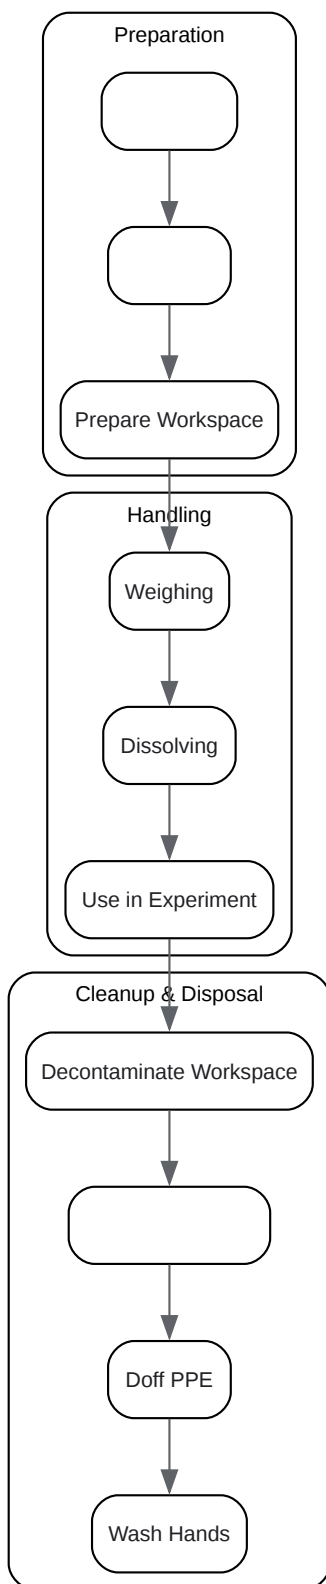 Preparation
Prepare Workspace
Handling
Weighing
Dissolving
Use in Experiment
Cleanup & Disposal
Decontaminate Workspace
Doff PPE
Wash Hands